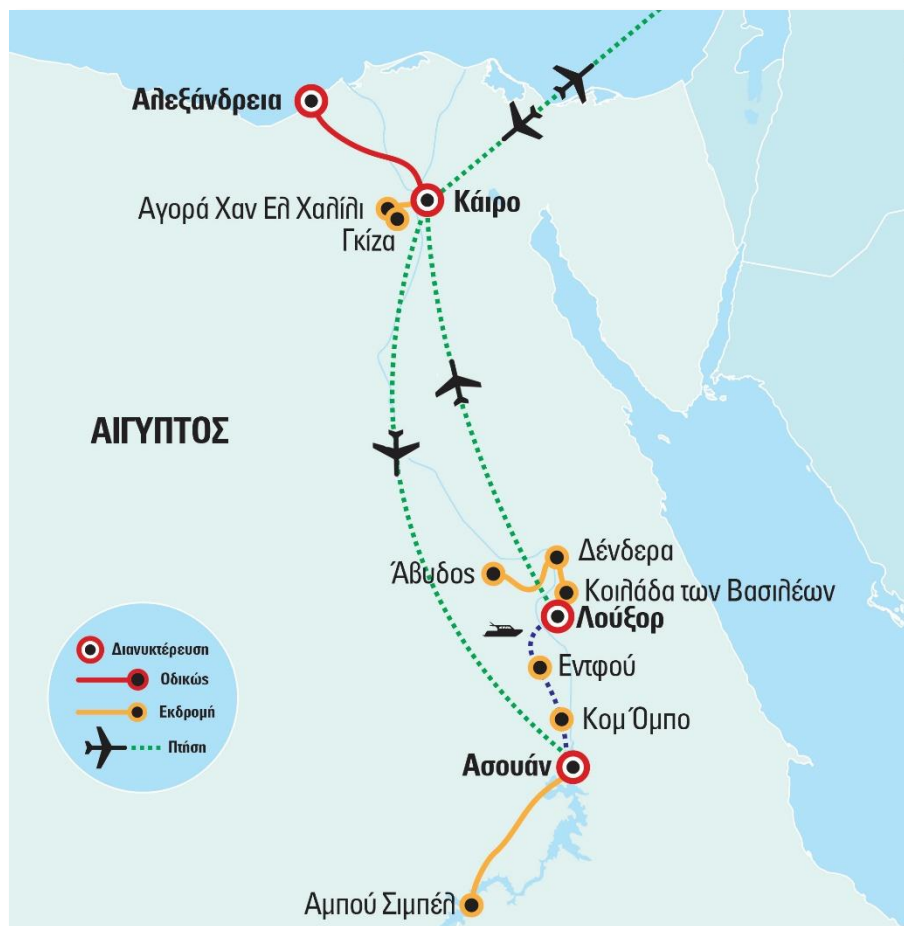 Αλεξάνδρεια
Αγορά Χαν Ελ Χαλίλι
Κάιρο
Γκίζα
ΑΙΓΥΠΤΟΣ
Δένδερα
Άβυδος
Κοιλάδα των Βασιλέων
Λούξορ
Εντφού
Κομ Όμπο
Ασουάν
Αμπού Σιμπέλ
Διανυκτέρευση
Οδικώς
Εκδρομή
Πτήση